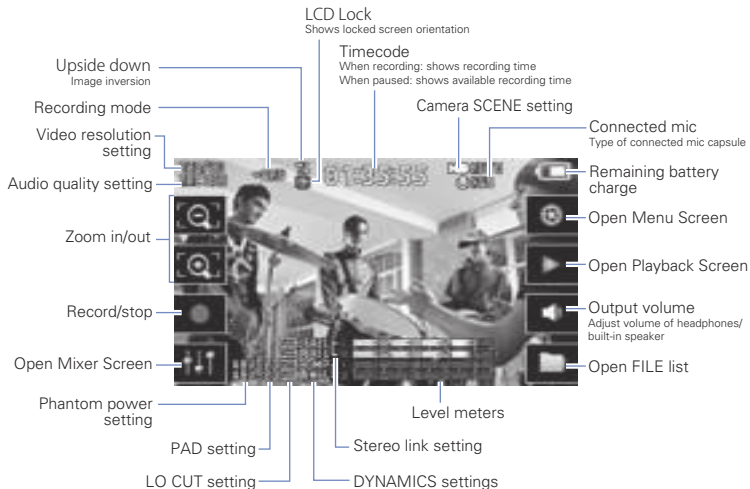 LCD Lock
Shows locked screen orientation
Timecode
When recording: shows recording time
When paused: shows available recording time
Upside down
Image inversion
Camera SCENE setting
Recording mode
Connected mic
Type of connected mic capsule
Video resolution
setting
Remaining battery
charge
Audio quality setting
01:35:55
Open Menu Screen
Zoom in/out
Open Playback Screen
Record/stop
Output volume
Adjust volume of headphones/
built-in speaker
Open Mixer Screen
Open FILE list
Phantom power
setting
Level meters
PAD setting
Stereo link setting
LO CUT setting
DYNAMICS settings